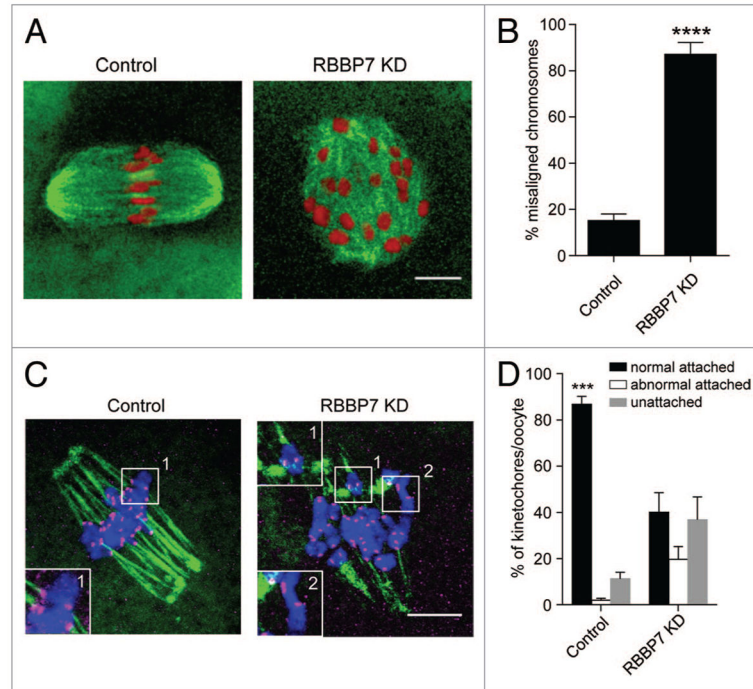 A
Control
RBBP7 KD
B
% misaligned chromosomes
100
80
60
40
20
0
****
Control
RBBP7 KD
C
Control
RBBP7 KD
1
1
1
1
2
2
D
normal attached
abnormal attached
unattached
% of kinetochores/oocyte
100
80
60
40
20
0
***
Control
RBBP7 KD